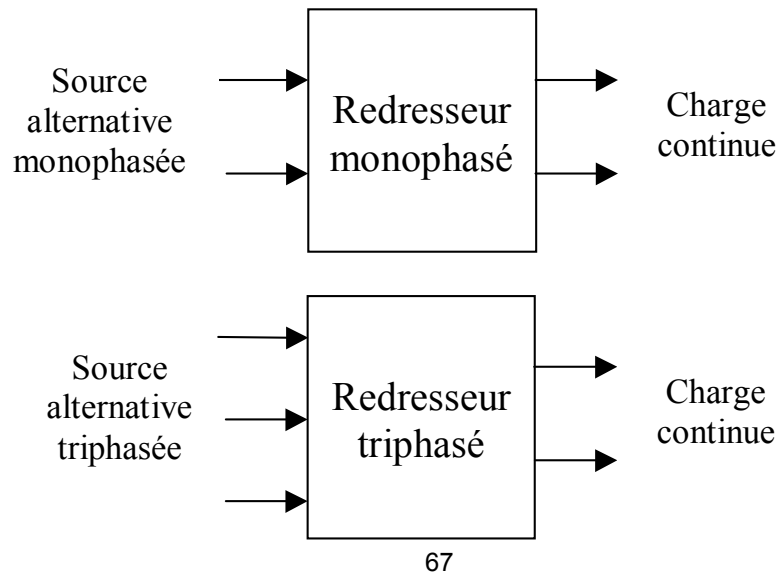 Source
alternative
monophasée
Redresseur
monophasé
Charge
continue
Source
alternative
triphasée
Redresseur
triphasé
Charge
continue
67